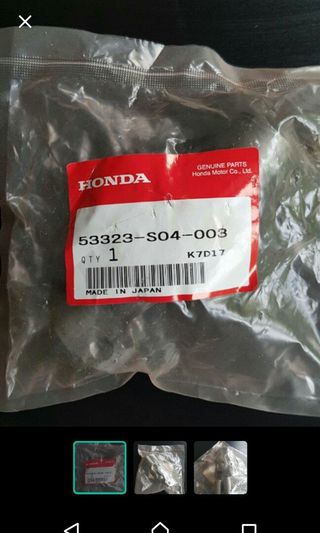 GENUINE PARTS
Honda Motor Co., Ltd.
HONDA
53323-S04-003
QTY 1 K7D17
MADE IN JAPAN